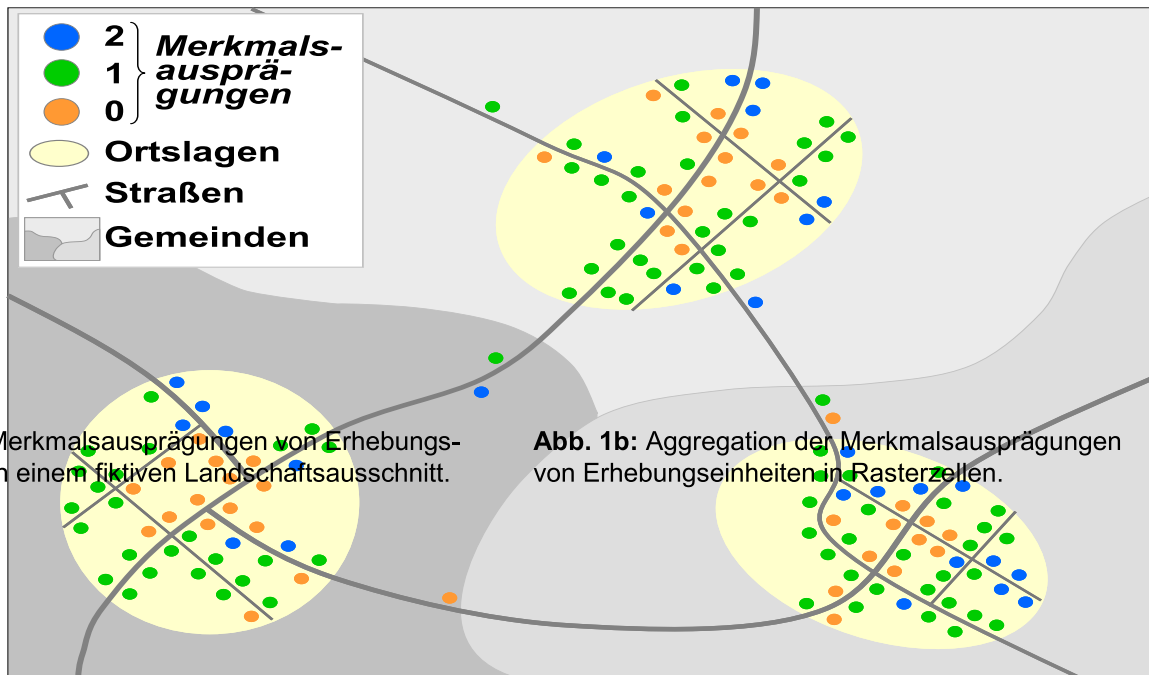 2
1
0
Merkmals-
ausprä-
gungen
Ortslagen
Straßen
Gemeinden
Merkmalsausprägungen von Erhebungs-
einem fiktiven Landschaftsausschnitt.
Abb. 1b: Aggregation der Merkmalsausprägungen
von Erhebungseinheiten in Rasterzellen.